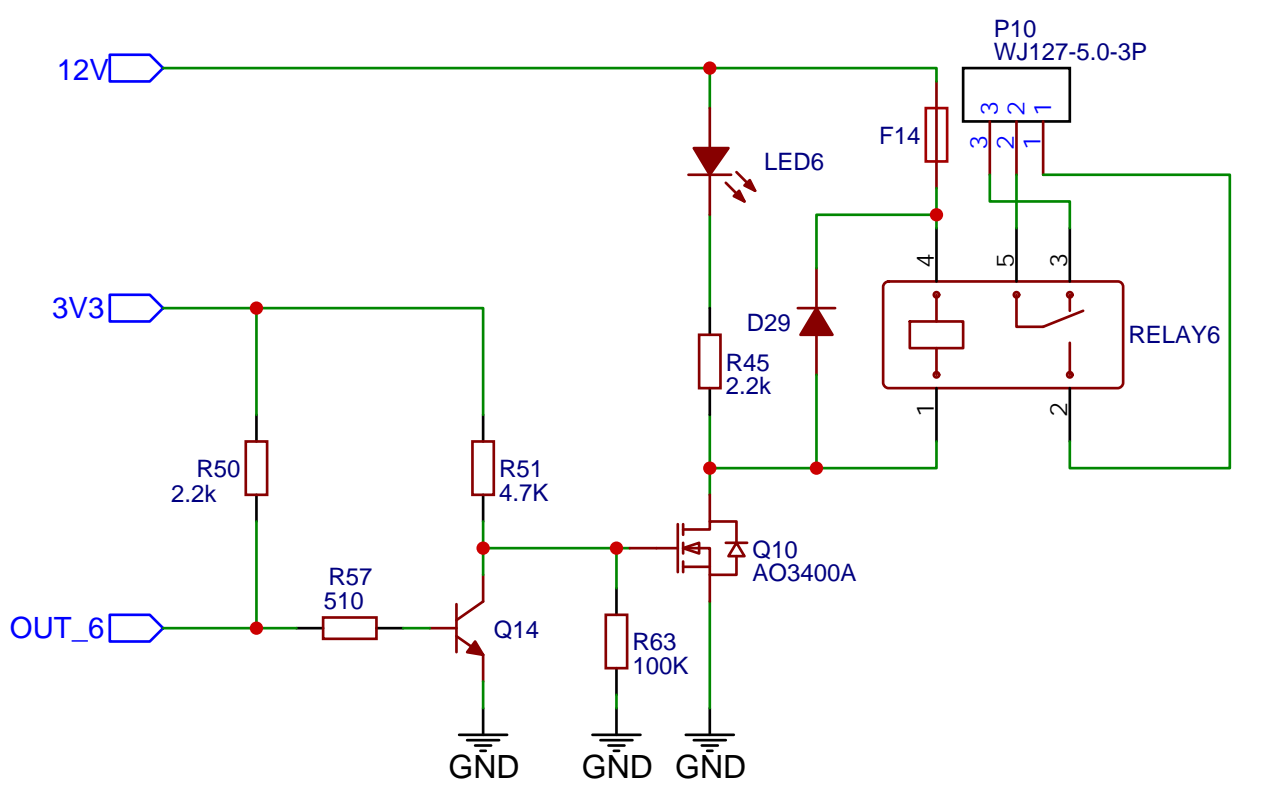 P10
WJ127-5.0-3P
12V
3
2
1
F14
3
2
1
LED6
4
5
3
3V3
D29
RELAY6
R45
2.2k
1
2
R50
2.2k
R51
4.7K
Q10
AO3400A
R57
510
OUT_6
Q14
R63
100K
GND
GND
GND